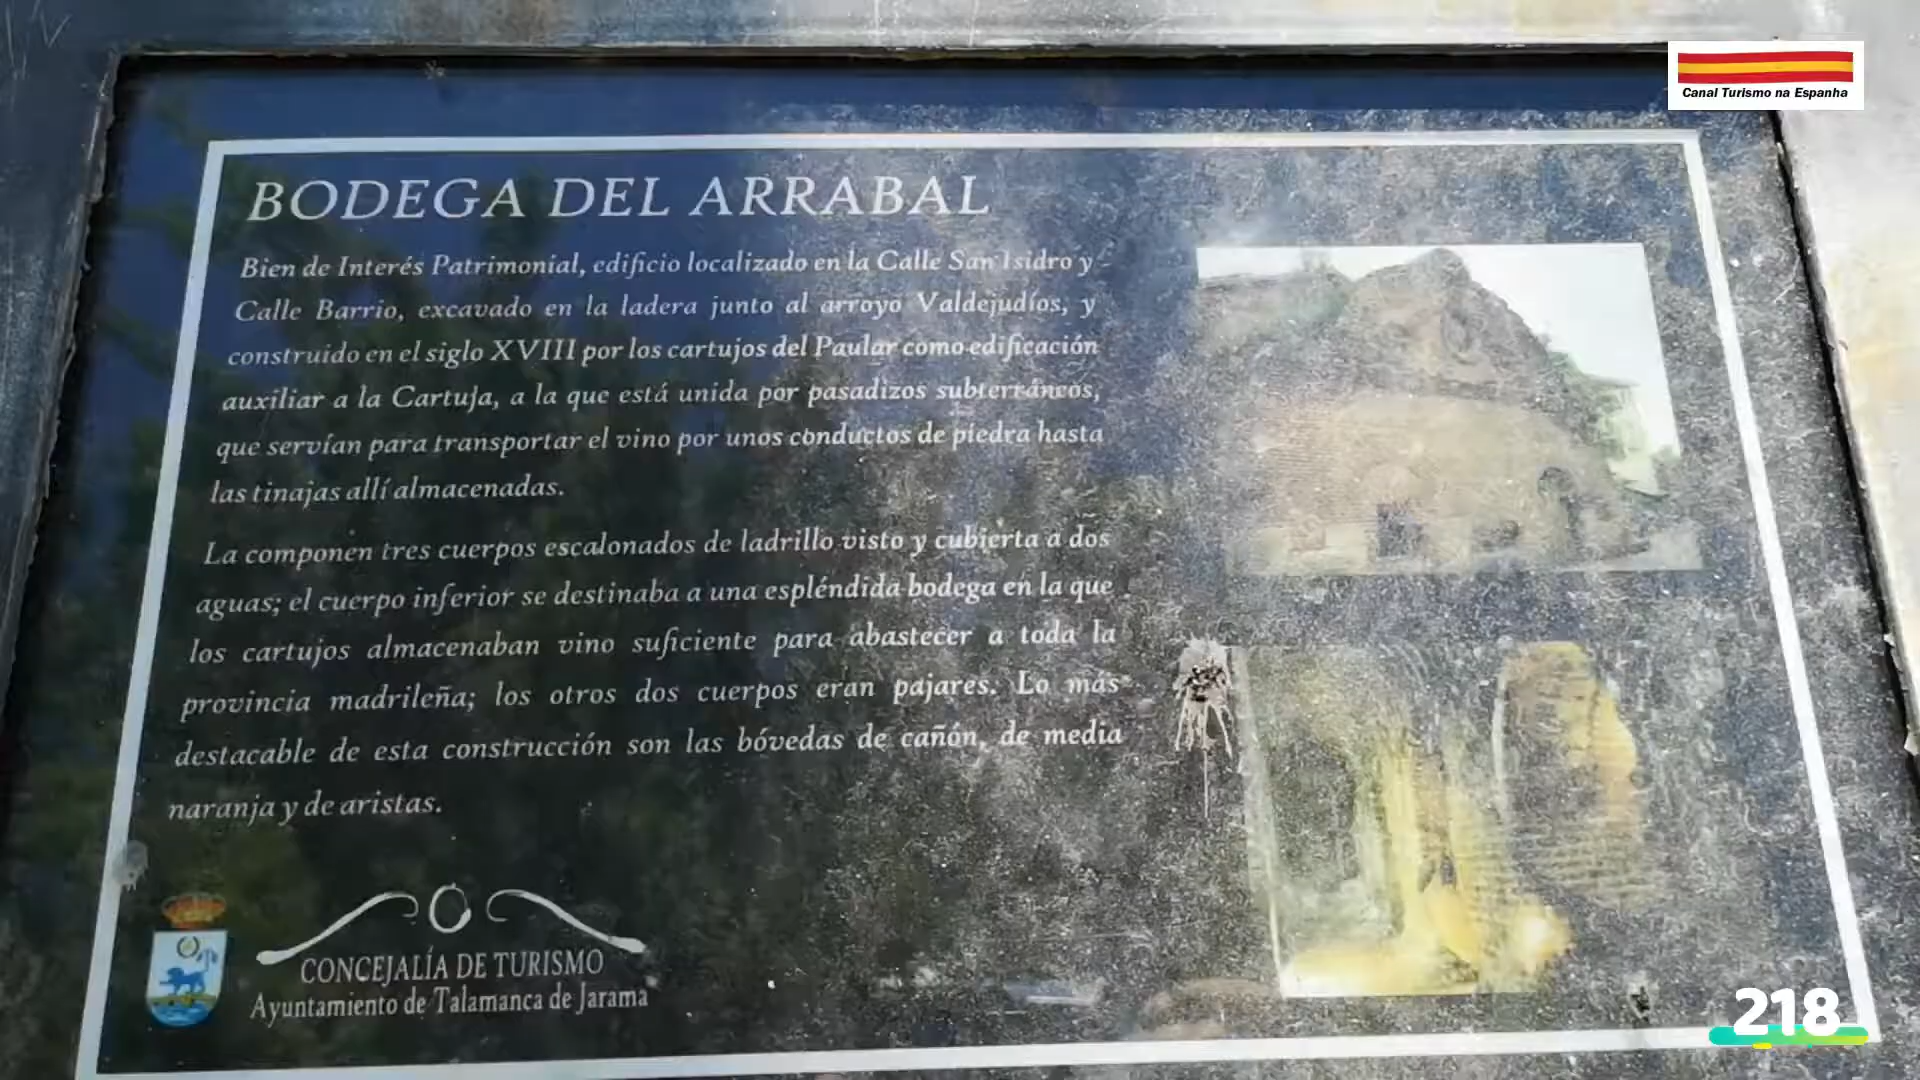 Canal Turismo na Espanha
BODEGA DEL ARRABAL
Bien de Interés Patrimonial, edificio localizado en la Calle San Isidro y
Calle Barrio, excavado en la ladera junto al arroyo Valdejudíos, y
construido en el siglo XVIII por los cartujos del Paular como edificación
auxiliar a la Cartuja, a la que está unida por pasadizos subterráneos,
que servían para transportar el vino por unos conductos de piedra hasta
las tinajas allí almacenadas.
La componen tres cuerpos escalonados de ladrillo visto y cubierta a dos
aguas; el cuerpo inferior se destinaba a una espléndida bodega en la que
los cartujos almacenaban vino suficiente para abastecer a toda la
provincia madrileña; los otros dos cuerpos eran pajares. Lo más
destacable de esta construcción son las bóvedas de cañón, de media
naranja y de aristas.
CONCEJALÍA DE TURISMO
Ayuntamiento de Talamanca de Jarama
218